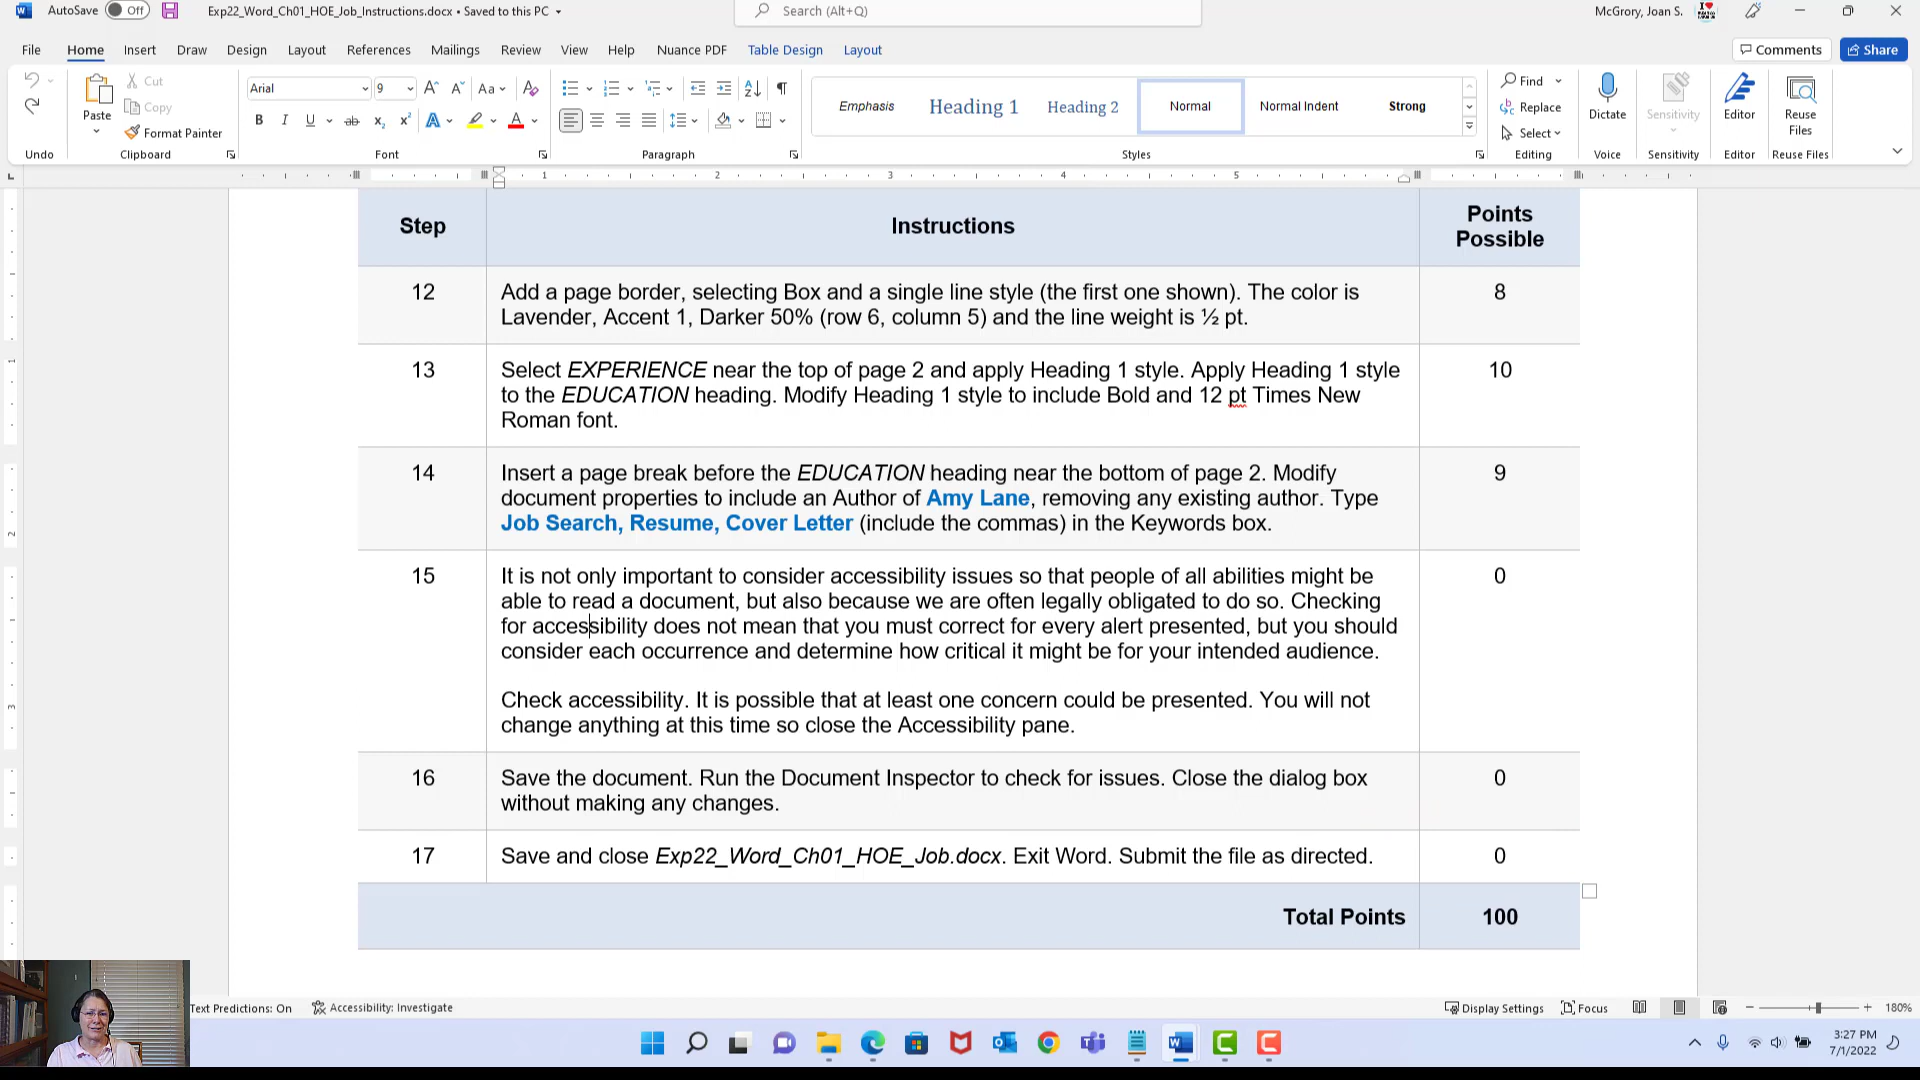 AutoSave Off Exp22_Word_Ch01_HOE_Job_Instructions.docx • Saved to this PC Search (Alt+Q) McGrory, Joan S.
File Home Insert Draw Design Layout References Mailings Review View Help Nuance PDF Table Design Layout Comments Share
Cut
Copy
Format Painter
Paste
Arial 9
Emphasis Heading 1 Heading 2 Normal Normal Indent Strong
Find
Replace
Select
Dictate Sensitivity Editor Reuse Files
Undo Clipboard Font Paragraph Styles Editing Voice Sensitivity Editor Reuse Files
1 2 3 4 5
Step Instructions Points Possible
12 Add a page border, selecting Box and a single line style (the first one shown). The color is 8
Lavender, Accent 1, Darker 50% (row 6, column 5) and the line weight is ½ pt.
13 Select EXPERIENCE near the top of page 2 and apply Heading 1 style. Apply Heading 1 style 10
to the EDUCATION heading. Modify Heading 1 style to include Bold and 12 pt Times New
Roman font.
14 Insert a page break before the EDUCATION heading near the bottom of page 2. Modify 9
document properties to include an Author of Amy Lane, removing any existing author. Type
Job Search, Resume, Cover Letter (include the commas) in the Keywords box.
15 It is not only important to consider accessibility issues so that people of all abilities might be 0
able to read a document, but also because we are often legally obligated to do so. Checking
for accessibility does not mean that you must correct for every alert presented, but you should
consider each occurrence and determine how critical it might be for your intended audience.
Check accessibility. It is possible that at least one concern could be presented. You will not
change anything at this time so close the Accessibility pane.
16 Save the document. Run the Document Inspector to check for issues. Close the dialog box 0
without making any changes.
17 Save and close Exp22_Word_Ch01_HOE_Job.docx. Exit Word. Submit the file as directed. 0
Total Points 100
Text Predictions: On Accessibility: Investigate Display Settings Focus 180%
3:27 PM
7/1/2022